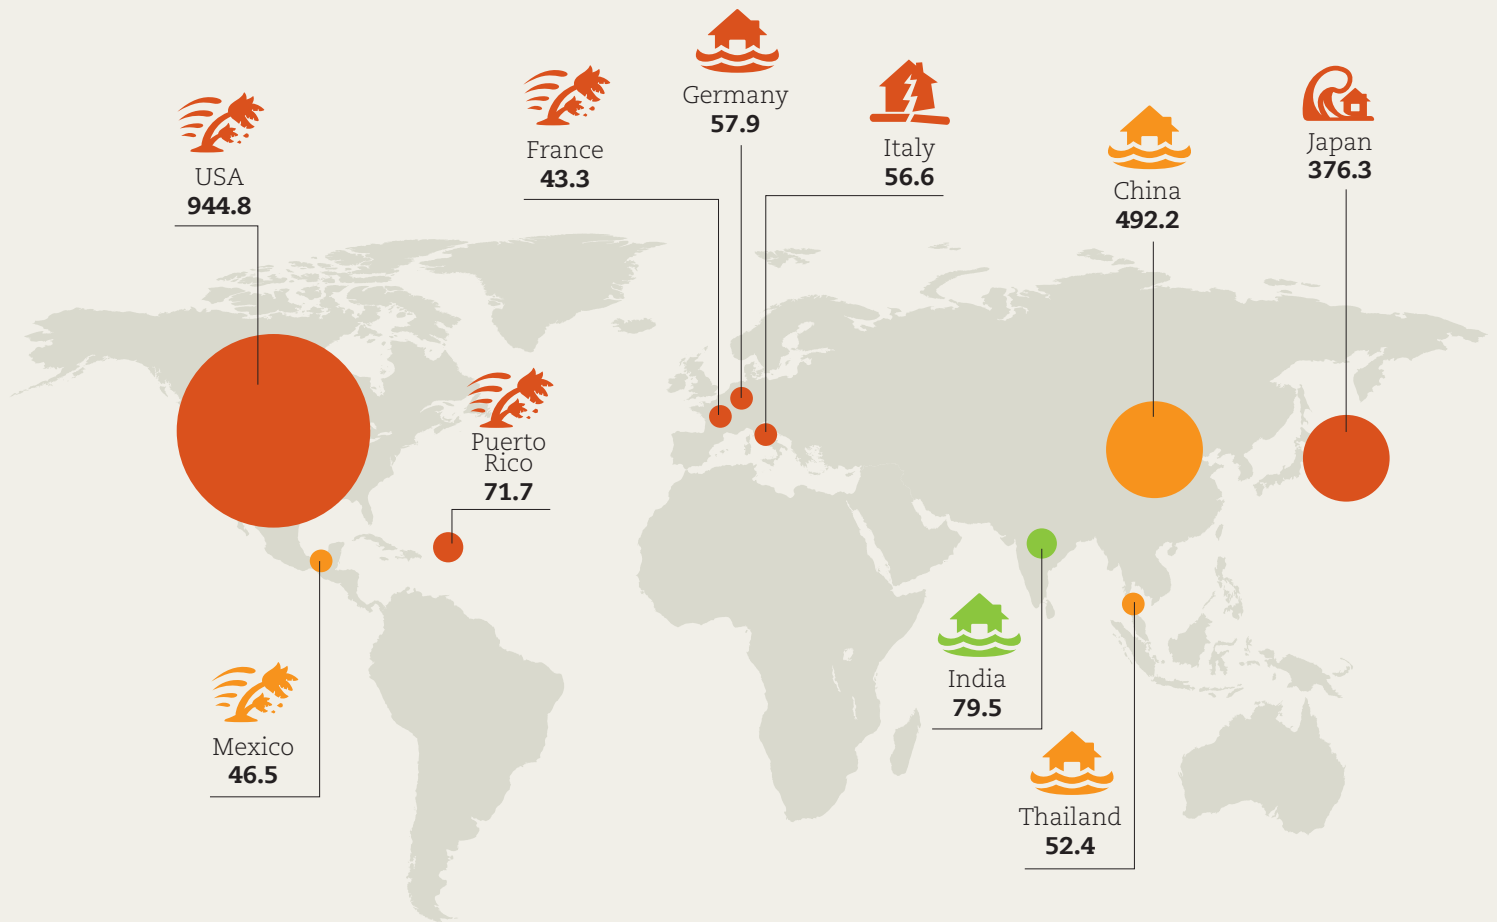 USA
944.8
France
43.3
Germany
57.9
Italy
56.6
China
492.2
Japan
376.3
Puerto
Rico
71.7
Mexico
46.5
India
79.5
Thailand
52.4